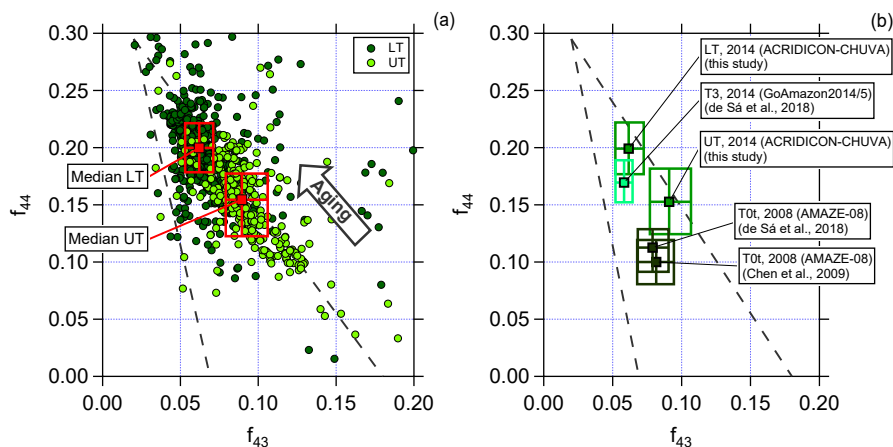 (a)
0.30
0.25
0.20
0.15
0.10
0.05
0.00
f44
LT
UT
Median LT
Median UT
Aging
0.00
0.05
0.10
0.15
0.20
f43
(b)
0.30
0.25
0.20
0.15
0.10
0.05
0.00
f44
LT, 2014 (ACRIDICON-CHUVA)
(this study)
T3, 2014 (GoAmazon2014/5)
(de Sá et al., 2018)
UT, 2014 (ACRIDICON-CHUVA)
(this study)
T0t, 2008 (AMAZE-08)
(de Sá et al., 2018)
T0t, 2008 (AMAZE-08)
(Chen et al., 2009)
0.00
0.05
0.10
0.15
0.20
f43